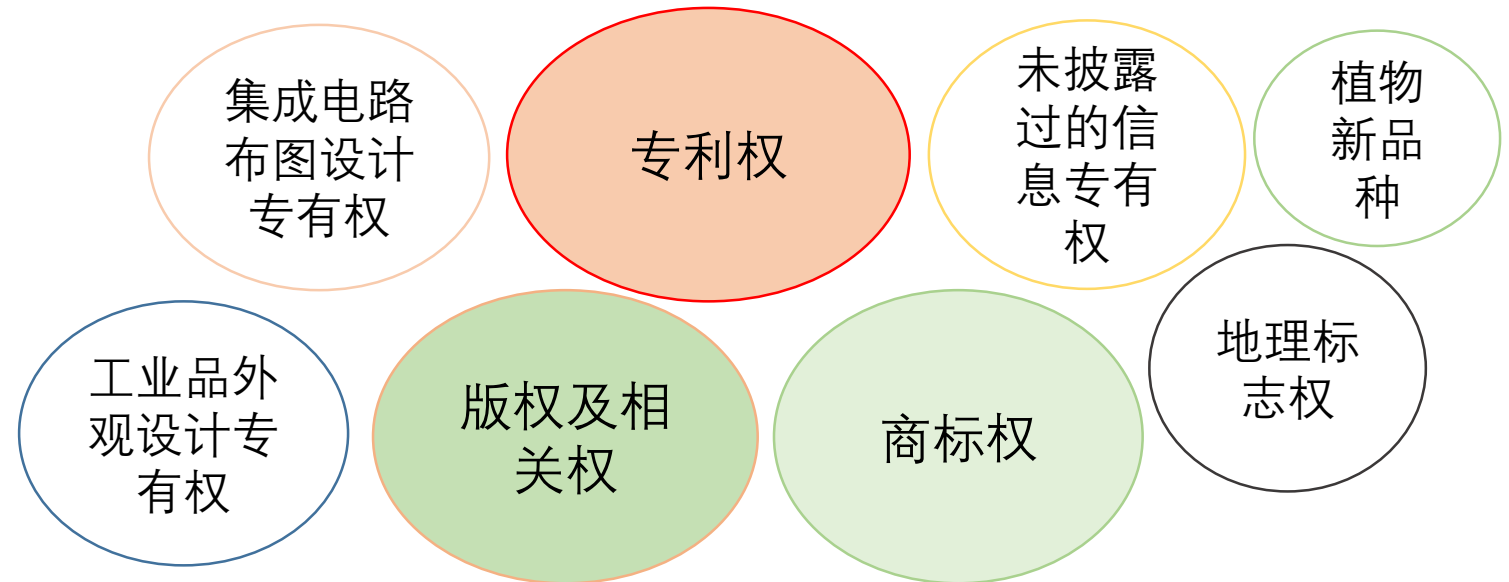 集成电路
布图设计
专有权
专利权
未披露
过的信
息专有
权
植物
新品
种
工业品外
观设计专
有权
版权及相
关权
商标权
地理标
志权